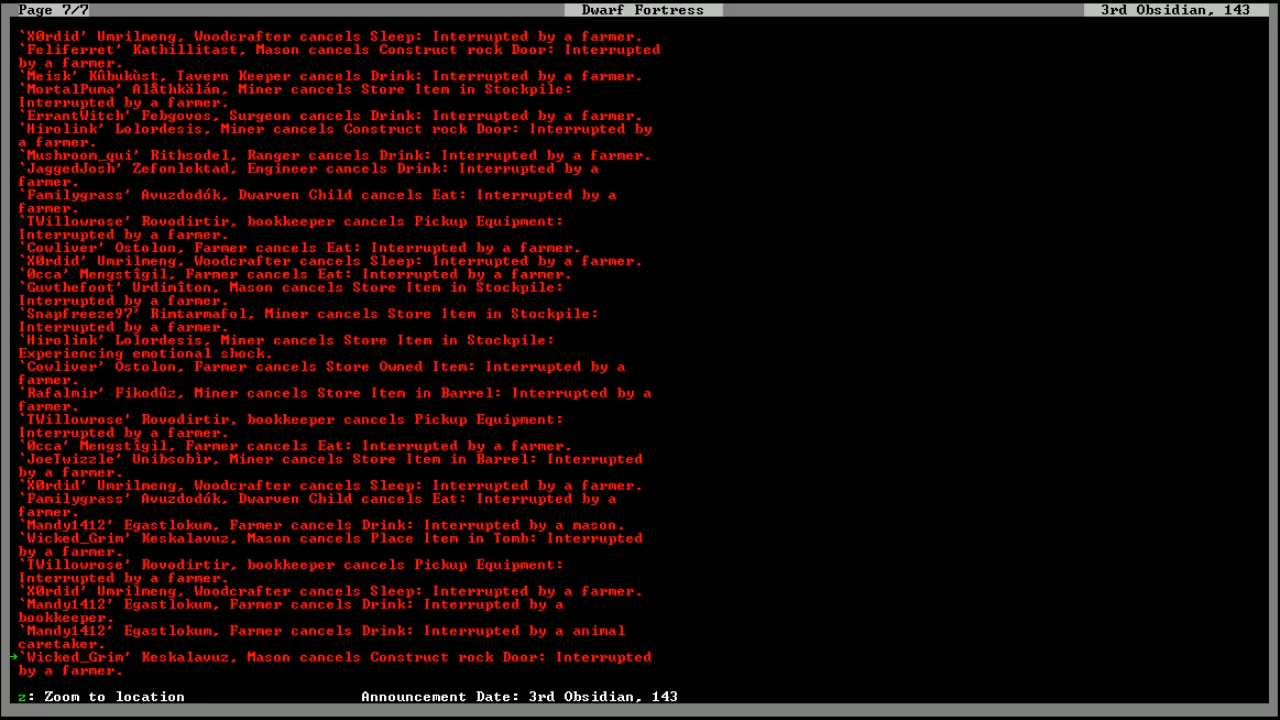 Page 7/7 Dwarf Fortress 3rd Obsidian, 143
`X0rdid' Umrilmeng, Woodcrafter cancels Sleep: Interrupted by a farmer.
`Feliferret' Kathillitast, Mason cancels Construct rock Door: Interrupted
by a farmer.
`Meisk' Kûbukùst, Tavern Keeper cancels Drink: Interrupted by a farmer.
`MortalPuma' Alåthkälán, Miner cancels Store Item in Stockpile:
Interrupted by a farmer.
`ErrantWitch' Febgovos, Surgeon cancels Drink: Interrupted by a farmer.
`Hirolink' Lolordesis, Miner cancels Construct rock Door: Interrupted by
a farmer.
`Mushroom_qui' Rithsodel, Ranger cancels Drink: Interrupted by a farmer.
`JaggedJosh' Zefonlektad, Engineer cancels Drink: Interrupted by a
farmer.
`Familygrass' Avuzdodók, Dwarven Child cancels Eat: Interrupted by a
farmer.
`TWillowrose' Rovodirtir, bookkeeper cancels Pickup Equipment:
Interrupted by a farmer.
`Cowliver' Ostolon, Farmer cancels Eat: Interrupted by a farmer.
`X0rdid' Umrilmeng, Woodcrafter cancels Sleep: Interrupted by a farmer.
`0cca' Mengstîgil, Farmer cancels Eat: Interrupted by a farmer.
`Guvthefoot' Urdimîton, Mason cancels Store Item in Stockpile:
Interrupted by a farmer.
`Snapfreeze97' Rimtarmafol, Miner cancels Store Item in Stockpile:
Interrupted by a farmer.
`Hirolink' Lolordesis, Miner cancels Store Item in Stockpile:
Experiencing emotional shock.
`Cowliver' Ostolon, Farmer cancels Store Owned Item: Interrupted by a
farmer.
`Rafalmir' Fikodûz, Miner cancels Store Item in Barrel: Interrupted by a
farmer.
`TWillowrose' Rovodirtir, bookkeeper cancels Pickup Equipment:
Interrupted by a farmer.
`0cca' Mengstîgil, Farmer cancels Eat: Interrupted by a farmer.
`JoeTwizzle' Unibsobìr, Miner cancels Store Item in Barrel: Interrupted
by a farmer.
`X0rdid' Umrilmeng, Woodcrafter cancels Sleep: Interrupted by a farmer.
`Familygrass' Avuzdodók, Dwarven Child cancels Eat: Interrupted by a
farmer.
`Mandy1412' Egastlokum, Farmer cancels Drink: Interrupted by a mason.
`Wicked_Grim' Keskalavuz, Mason cancels Place Item in Tomb: Interrupted
by a farmer.
`TWillowrose' Rovodirtir, bookkeeper cancels Pickup Equipment:
Interrupted by a farmer.
`X0rdid' Umrilmeng, Woodcrafter cancels Sleep: Interrupted by a farmer.
`Mandy1412' Egastlokum, Farmer cancels Drink: Interrupted by a
bookkeeper.
`Mandy1412' Egastlokum, Farmer cancels Drink: Interrupted by a animal
caretaker.
→`Wicked_Grim' Keskalavuz, Mason cancels Construct rock Door: Interrupted
by a farmer.
z: Zoom to location Announcement Date: 3rd Obsidian, 143